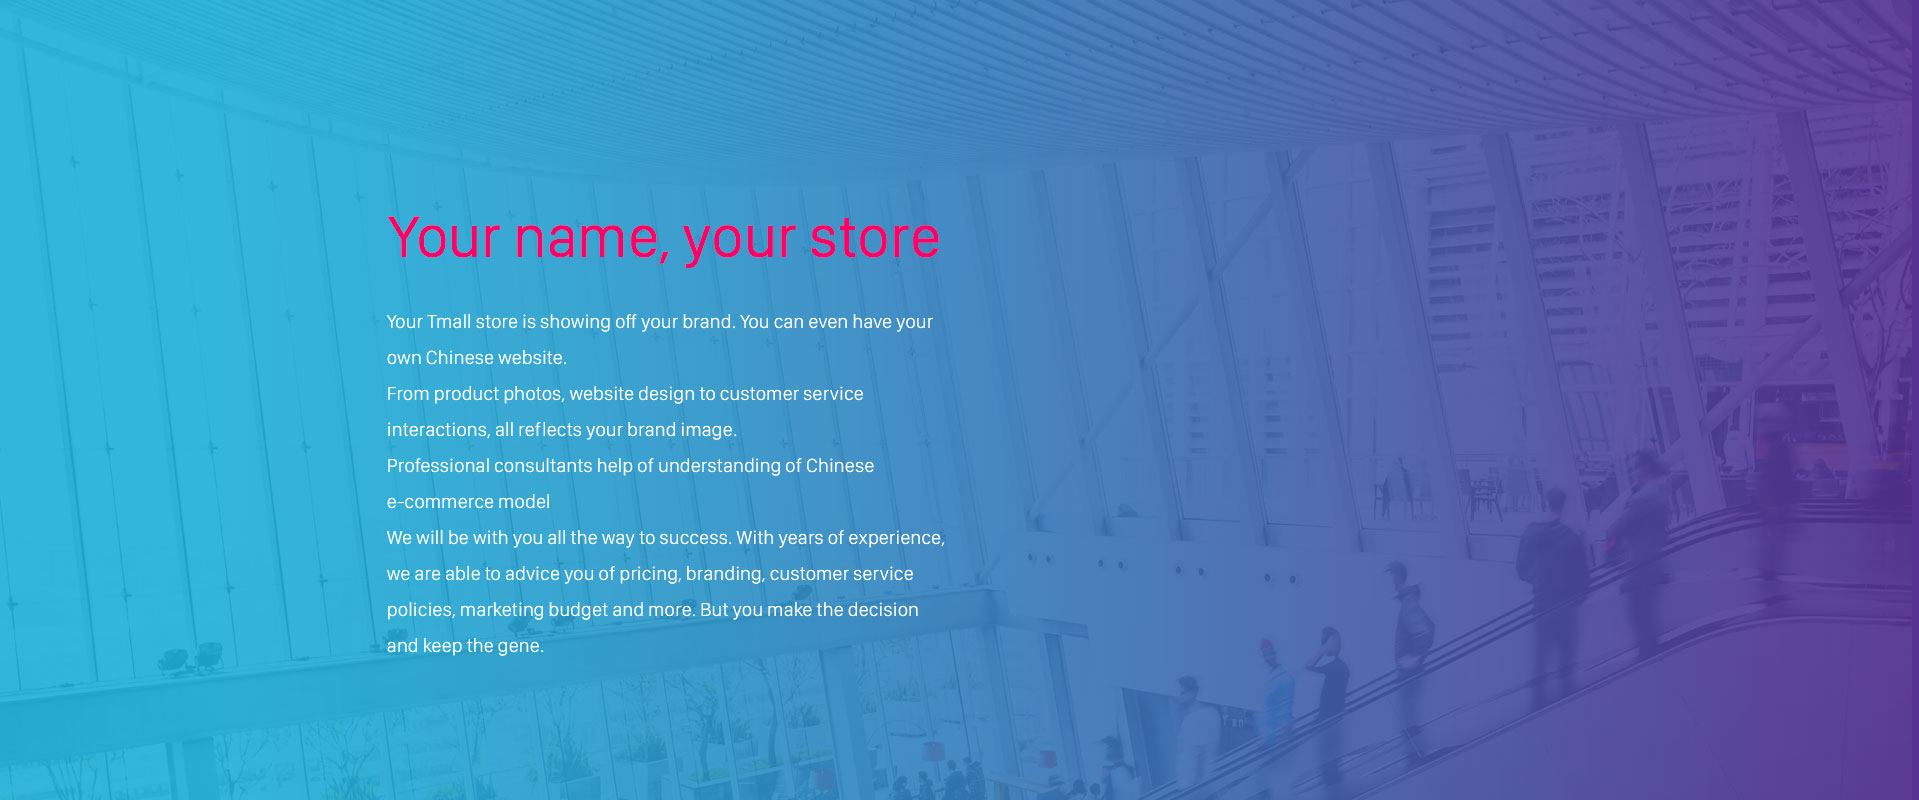 Your name, your store
Your Tmall store is showing off your brand. You can even have your
own Chinese website.
From product photos, website design to customer service
interactions, all reflects your brand image.
Professional consultants help of understanding of Chinese
e-commerce model
We will be with you all the way to success. With years of experience,
we are able to advice you of pricing, branding, customer service
policies, marketing budget and more. But you make the decision
and keep the gene.